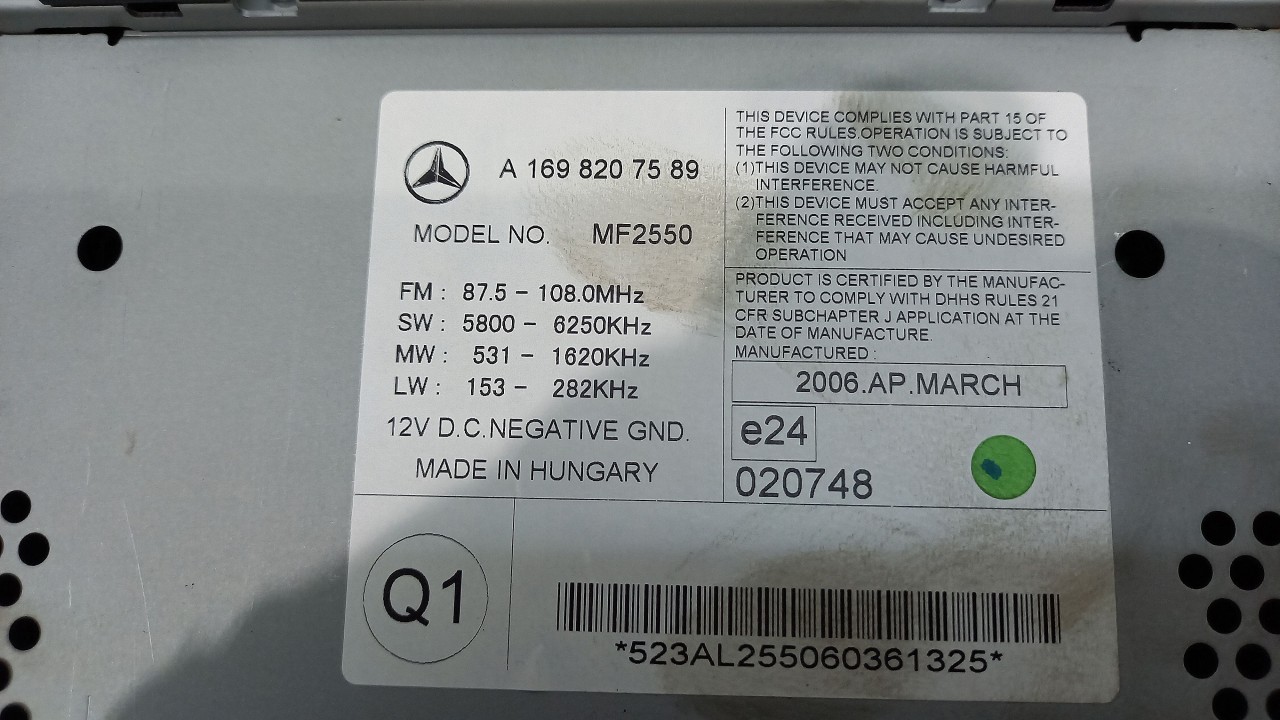 A 169 820 75 89
MODEL NO. MF2550
FM : 87.5 - 108.0MHz
SW : 5800 - 6250KHz
MW : 531 - 1620KHz
LW : 153 - 282KHz
12V D.C.NEGATIVE GND.
MADE IN HUNGARY
THIS DEVICE COMPLIES WITH PART 15 OF
THE FCC RULES.OPERATION IS SUBJECT TO
THE FOLLOWING TWO CONDITIONS:
(1)THIS DEVICE MAY NOT CAUSE HARMFUL
INTERFERENCE.
(2)THIS DEVICE MUST ACCEPT ANY INTER-
FERENCE RECEIVED INCLUDING INTER-
FERENCE THAT MAY CAUSE UNDESIRED
OPERATION
PRODUCT IS CERTIFIED BY THE MANUFAC-
TURER TO COMPLY WITH DHHS RULES 21
CFR SUBCHAPTER J APPLICATION AT THE
DATE OF MANUFACTURE.
MANUFACTURED :
2006.AP.MARCH
e24
020748
Q1
*523AL255060361325*